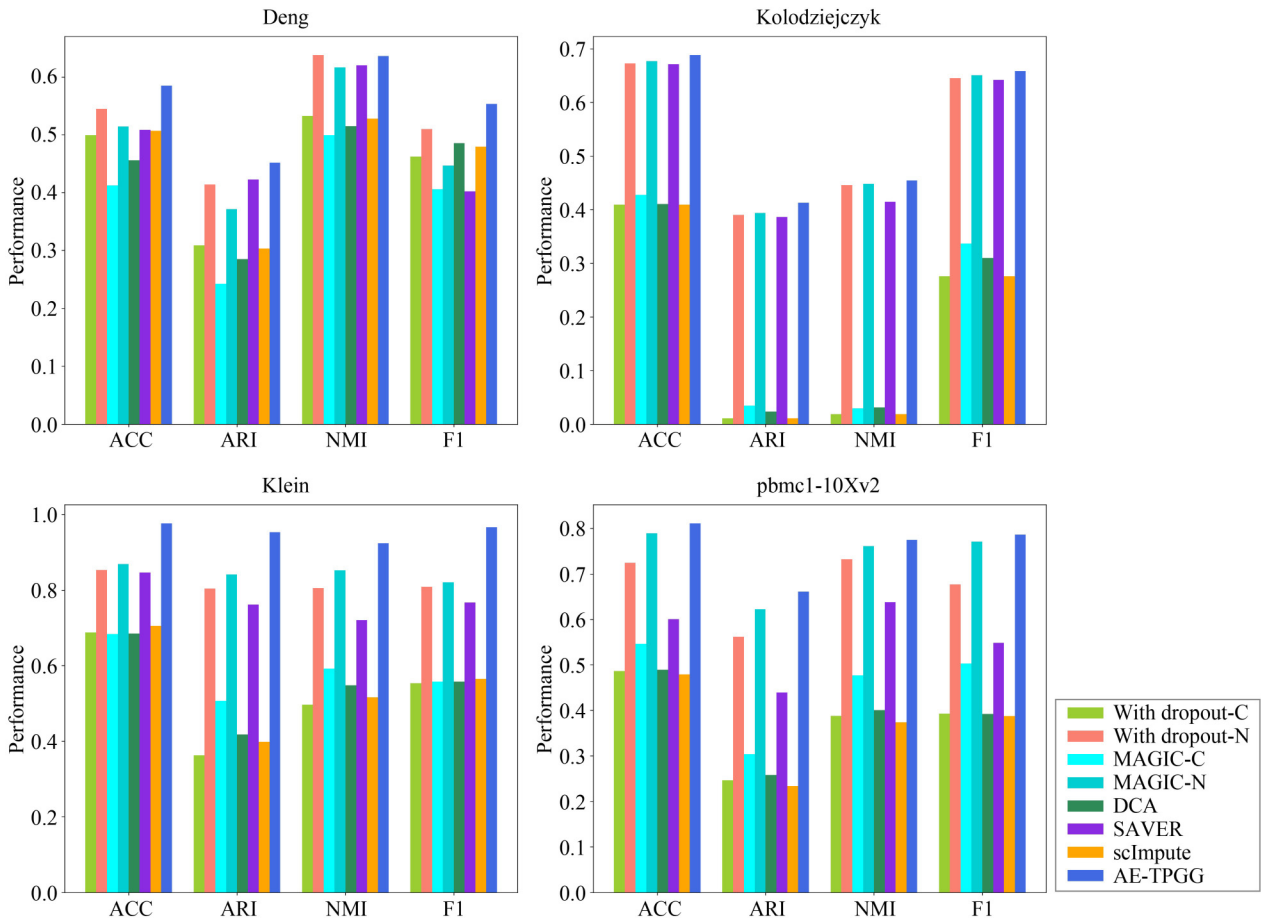 Deng
Performance
0.6
0.5
0.4
0.3
0.2
0.1
0.0
ACC ARI NMI F1
Kolodziejczyk
Performance
0.7
0.6
0.5
0.4
0.3
0.2
0.1
0.0
ACC ARI NMI F1
Klein
Performance
1.0
0.8
0.6
0.4
0.2
0.0
ACC ARI NMI F1
pbmc1-10Xv2
Performance
0.8
0.7
0.6
0.5
0.4
0.3
0.2
0.1
0.0
ACC ARI NMI F1
With dropout-C
With dropout-N
MAGIC-C
MAGIC-N
DCA
SAVER
scImpute
AE-TPGG